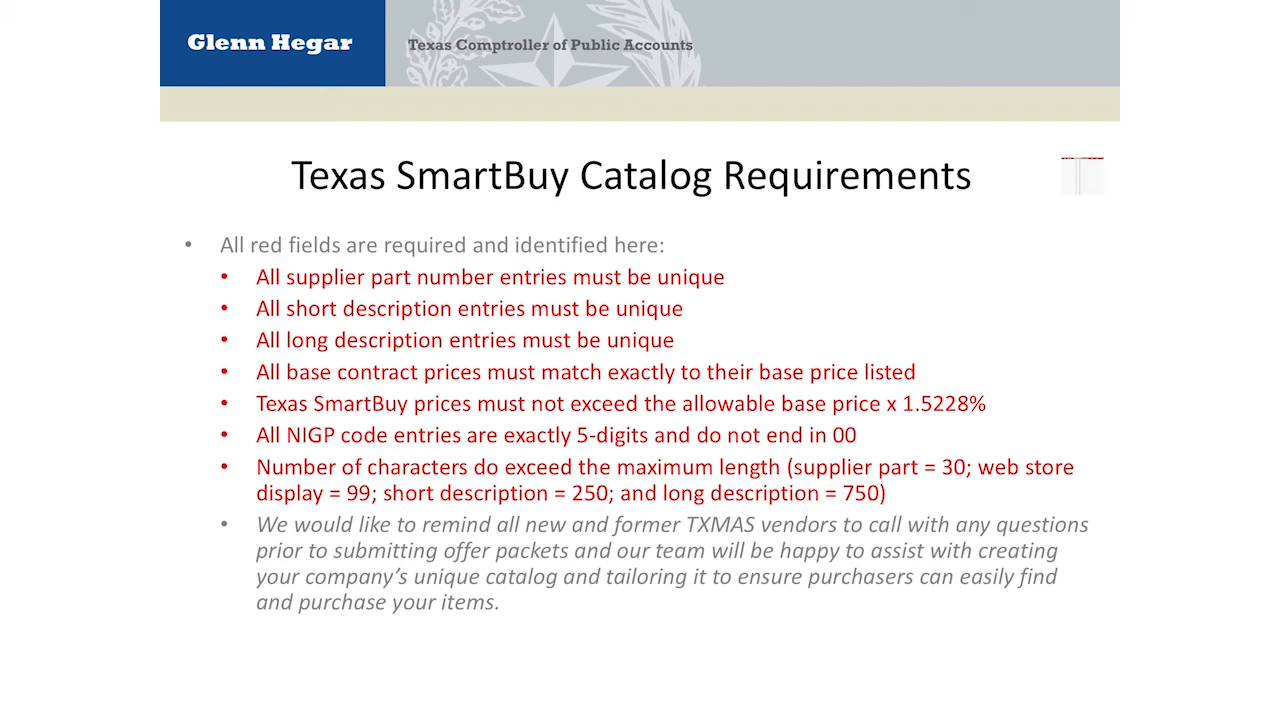 Glenn Hegar
Texas Comptroller of Public Accounts
Texas SmartBuy Catalog Requirements
• All red fields are required and identified here:
• All supplier part number entries must be unique
• All short description entries must be unique
• All long description entries must be unique
• All base contract prices must match exactly to their base price listed
• Texas SmartBuy prices must not exceed the allowable base price x 1.5228%
• All NIGP code entries are exactly 5-digits and do not end in 00
• Number of characters do exceed the maximum length (supplier part = 30; web store
display = 99; short description = 250; and long description = 750)
• We would like to remind all new and former TXMAS vendors to call with any questions
prior to submitting offer packets and our team will be happy to assist with creating
your company’s unique catalog and tailoring it to ensure purchasers can easily find
and purchase your items.